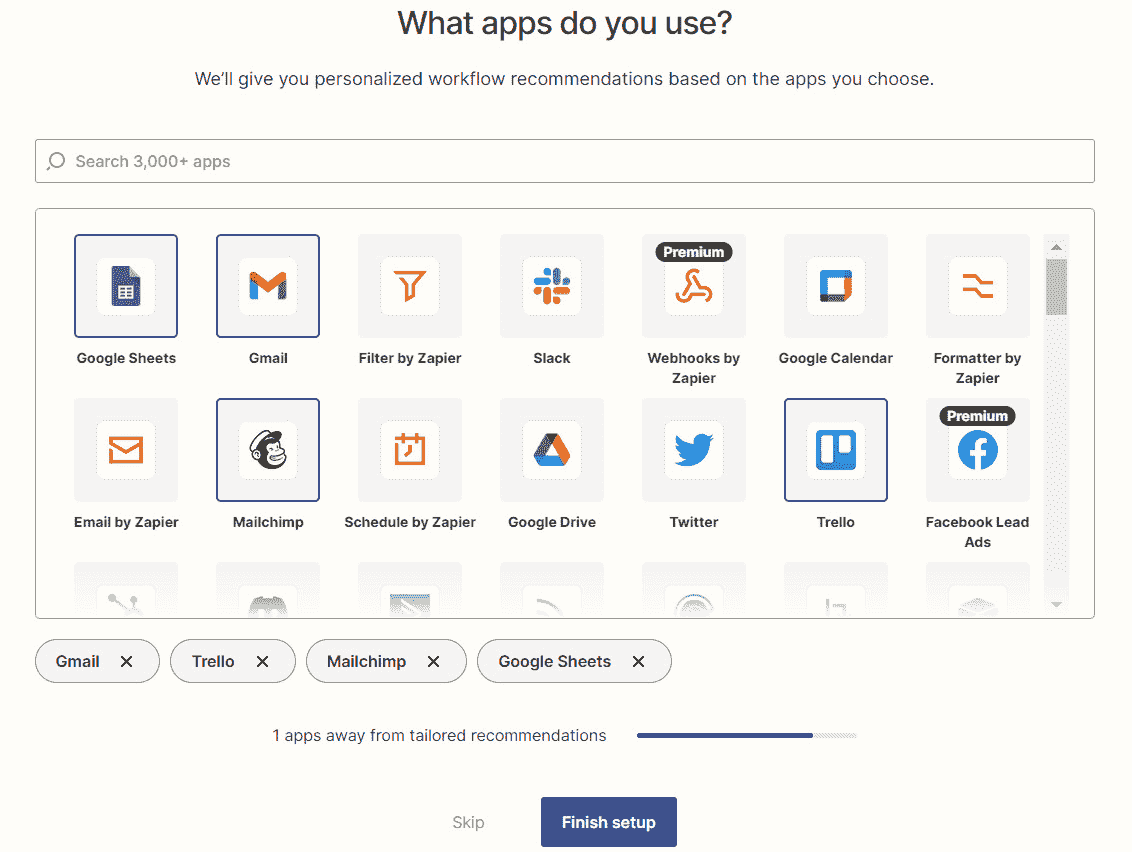 What apps do you use?
We'll give you personalized workflow recommendations based on the apps you choose.
Search 3,000+ apps
Premium
Google Sheets
Gmail
Filter by Zapier
Slack
Webhooks by
Zapier
Google Calendar
Formatter by
Zapier
Premium
Email by Zapier
Mailchimp
Schedule by Zapier
Google Drive
Twitter
Trello
Facebook Lead
Ads
Gmail
Trello
Mailchimp
Google Sheets
1 apps away from tailored recommendations
Skip
Finish setup